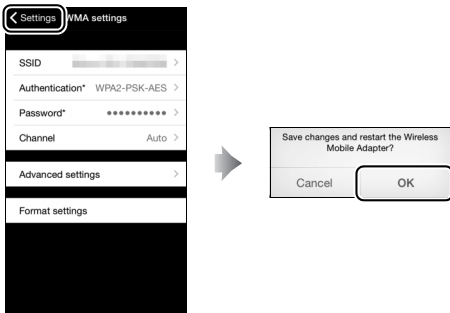 Settings WMA settings
SSID
Authentication* WPA2-PSK-AES
Password* ••••••••••
Channel Auto
Advanced settings
Format settings
Save changes and restart the Wireless
Mobile Adapter?
Cancel OK